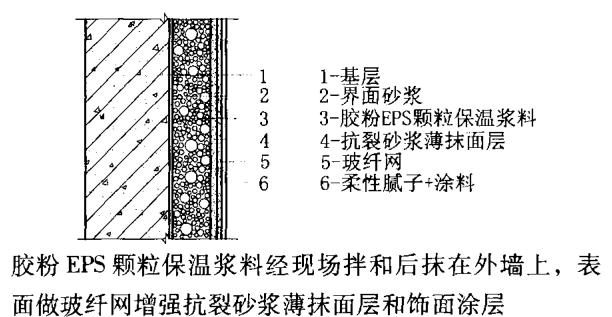 1 1-基层
2 2-界面砂浆
3 3-胶粉EPS颗粒保温浆料
4 4-抗裂砂浆薄抹面层
5 5-玻纤网
6 6-柔性腻子+涂料
胶粉 EPS 颗粒保温浆料经现场拌和后抹在外墙上，表
面做玻纤网增强抗裂砂浆薄抹面层和饰面涂层